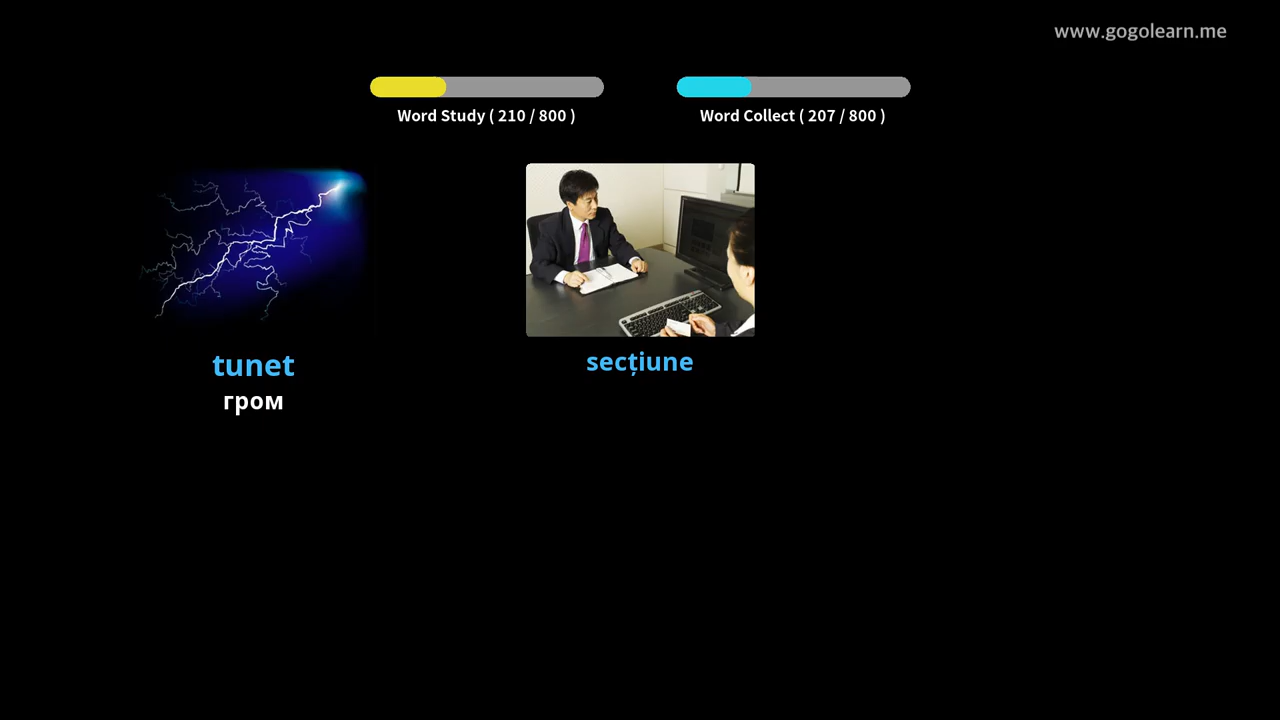 www.gogolearn.me
Word Study ( 210 / 800 )
Word Collect ( 207 / 800 )
tunet
гром
secțiune